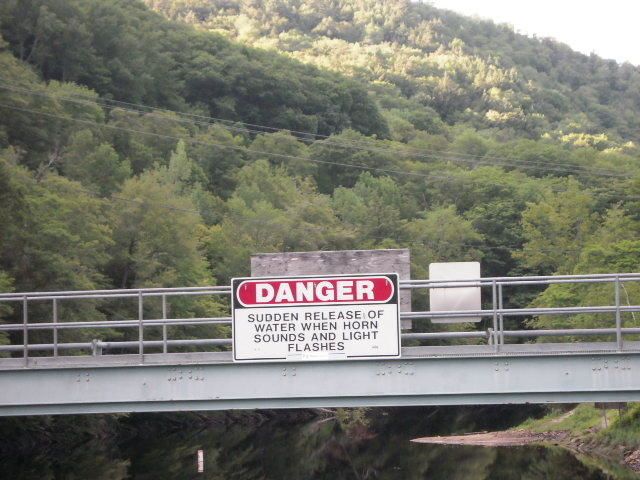 DANGER
SUDDEN RELEASE OF
WATER WHEN HORN
SOUNDS AND LIGHT
FLASHES